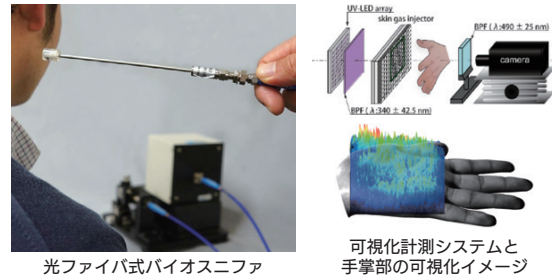 UV-LED array
skin gas injector
BPF (λ:490 ± 25 nm)
camera
BPF (λ:340 ± 42.5 nm)
光ファイバ式バイオスニファ
可視化計測システムと
手掌部の可視化イメージ